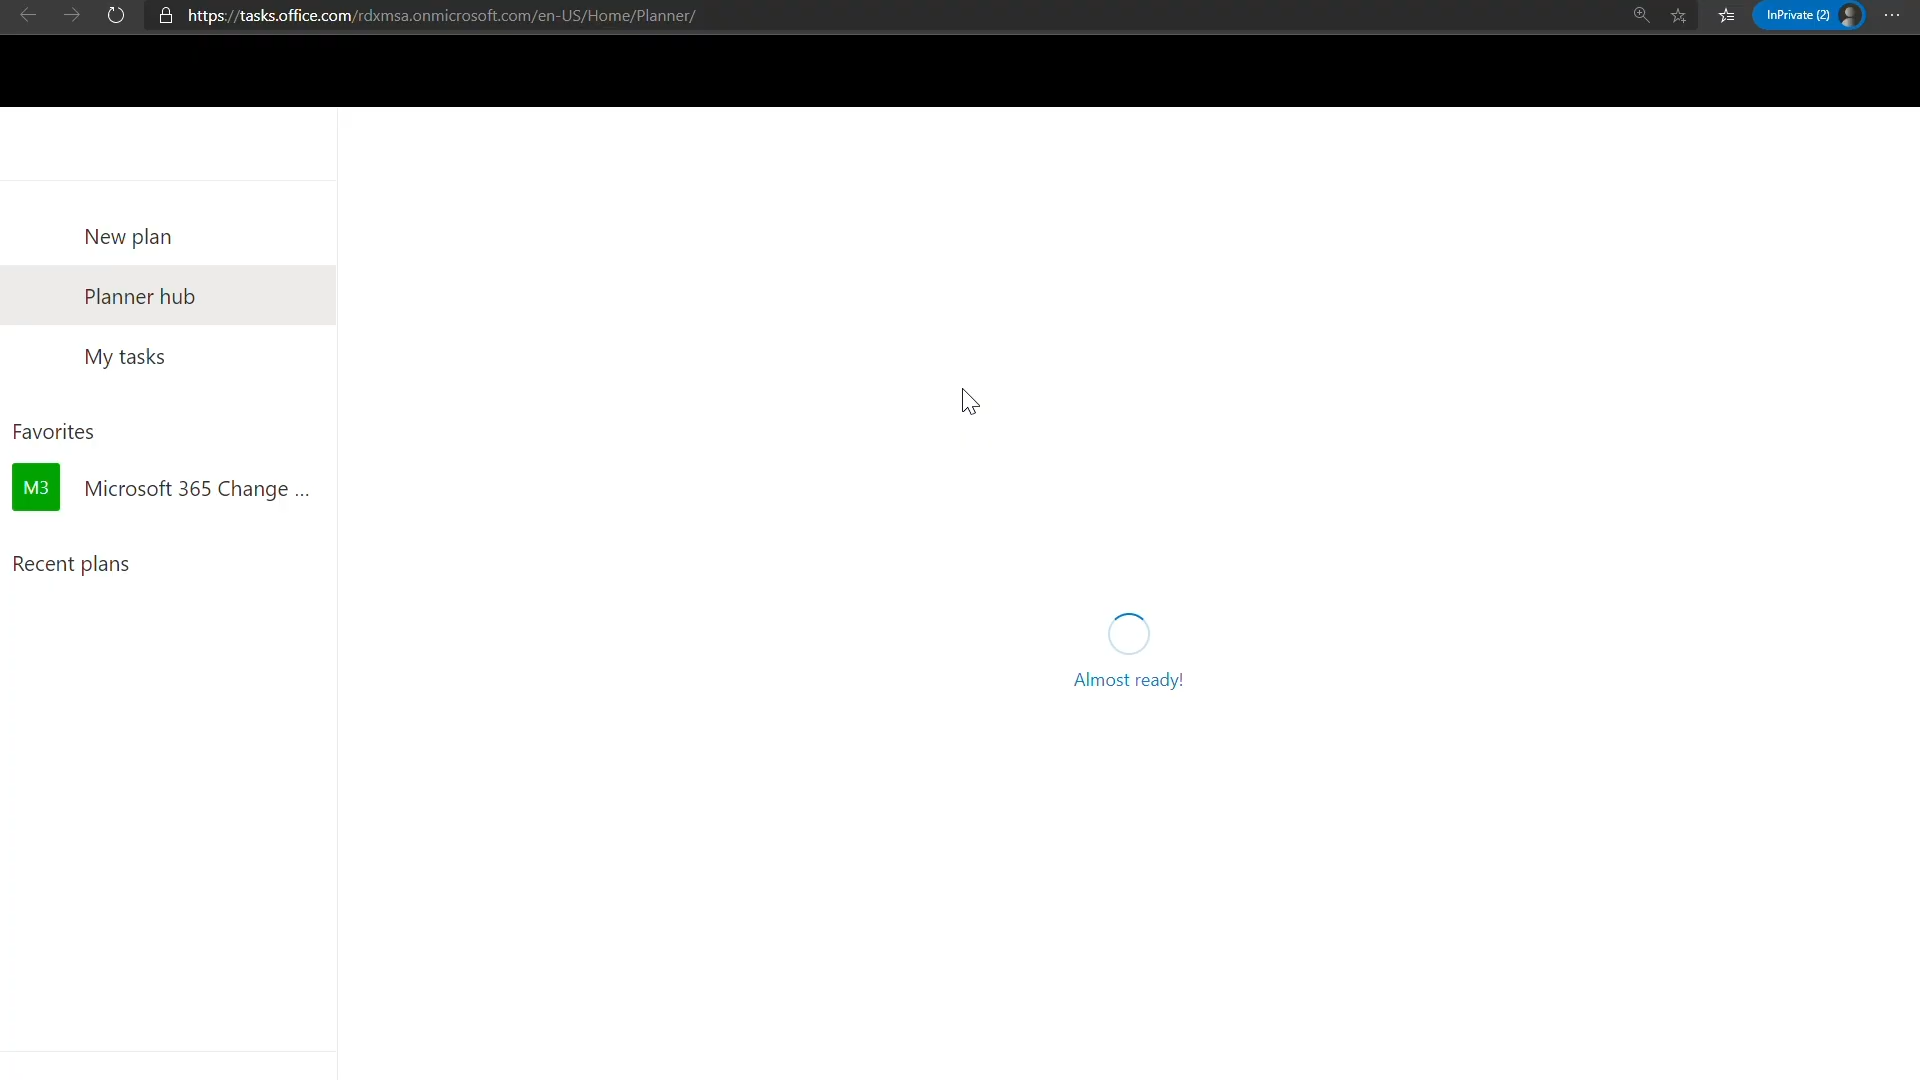 https://tasks.office.com/rdxmsa.onmicrosoft.com/en-US/Home/Planner/
InPrivate (2)
New plan
Planner hub
My tasks
Favorites
M3 Microsoft 365 Change ...
Recent plans
Almost ready!